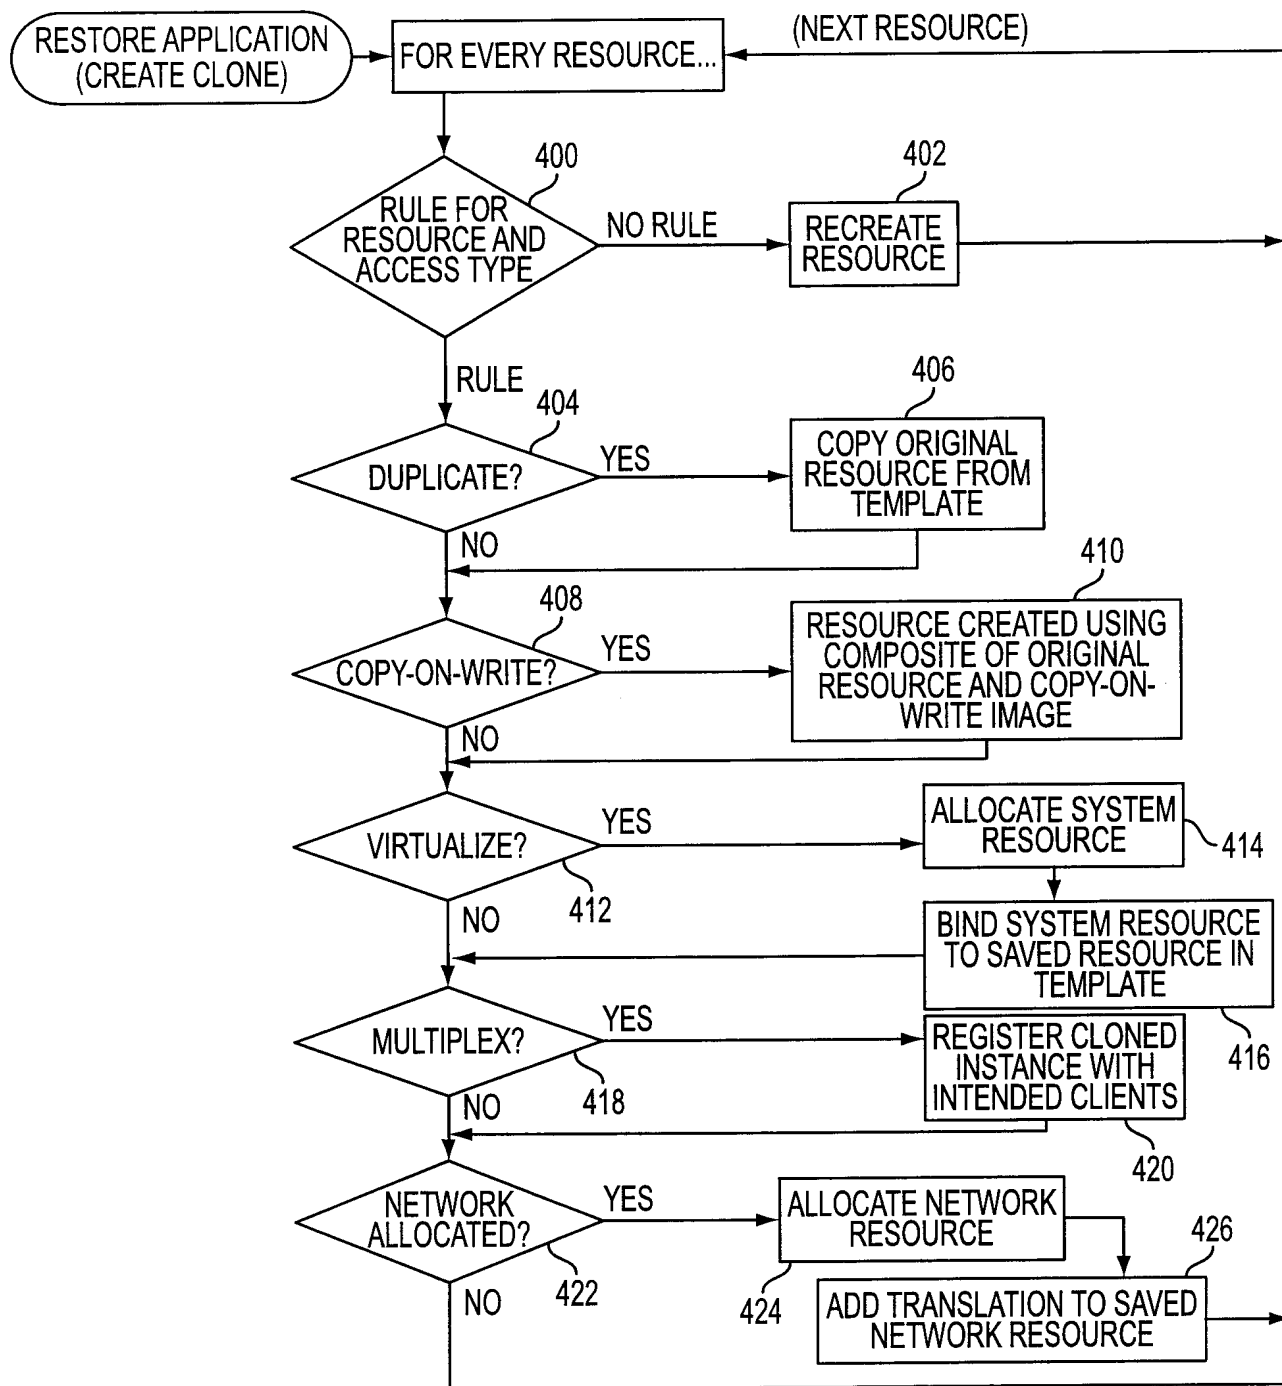 RESTORE APPLICATION
(CREATE CLONE)
FOR EVERY RESOURCE...
(NEXT RESOURCE)
400
RULE FOR
RESOURCE AND
ACCESS TYPE
NO RULE
402
RECREATE
RESOURCE
RULE
404
DUPLICATE?
YES
406
COPY ORIGINAL
RESOURCE FROM
TEMPLATE
NO
408
COPY-ON-WRITE?
YES
410
RESOURCE CREATED USING
COMPOSITE OF ORIGINAL
RESOURCE AND COPY-ON-
WRITE IMAGE
NO
VIRTUALIZE?
412
YES
ALLOCATE SYSTEM
RESOURCE
414
NO
BIND SYSTEM RESOURCE
TO SAVED RESOURCE IN
TEMPLATE
416
MULTIPLEX?
418
YES
REGISTER CLONED
INSTANCE WITH
INTENDED CLIENTS
420
NO
NETWORK
ALLOCATED?
422
YES
ALLOCATE NETWORK
RESOURCE
424
426
ADD TRANSLATION TO SAVED
NETWORK RESOURCE
NO